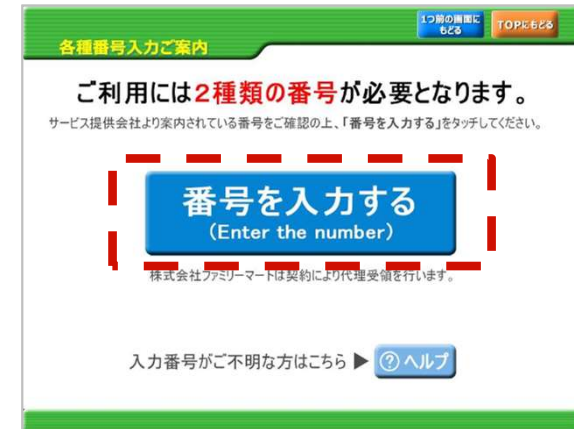 各種番号入力ご案内
1つ前の画面に
もどる
TOPにもどる
ご利用には2種類の番号が必要となります。
サービス提供会社より案内されている番号をご確認の上、「番号を入力する」をタッチしてください。
番号を入力する
(Enter the number)
株式会社ファミリーマートは契約により代理受領を行います。
入力番号がご不明な方はこちら ▶ ? ヘルプ